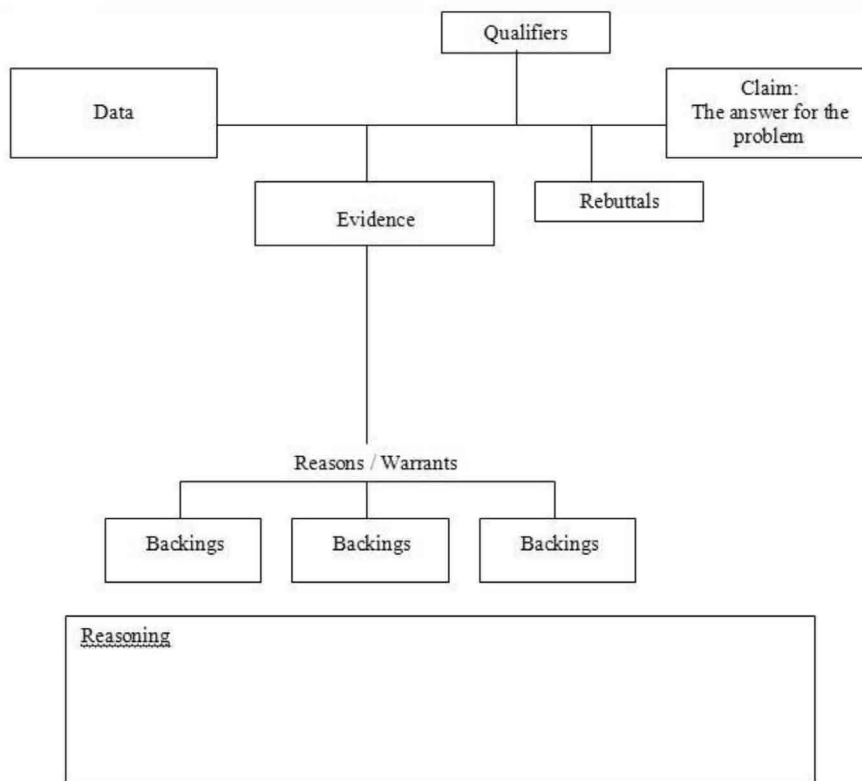 Qualifiers
Data
Claim:
The answer for the
problem
Evidence
Rebuttals
Reasons / Warrants
Backings
Backings
Backings
Reasoning